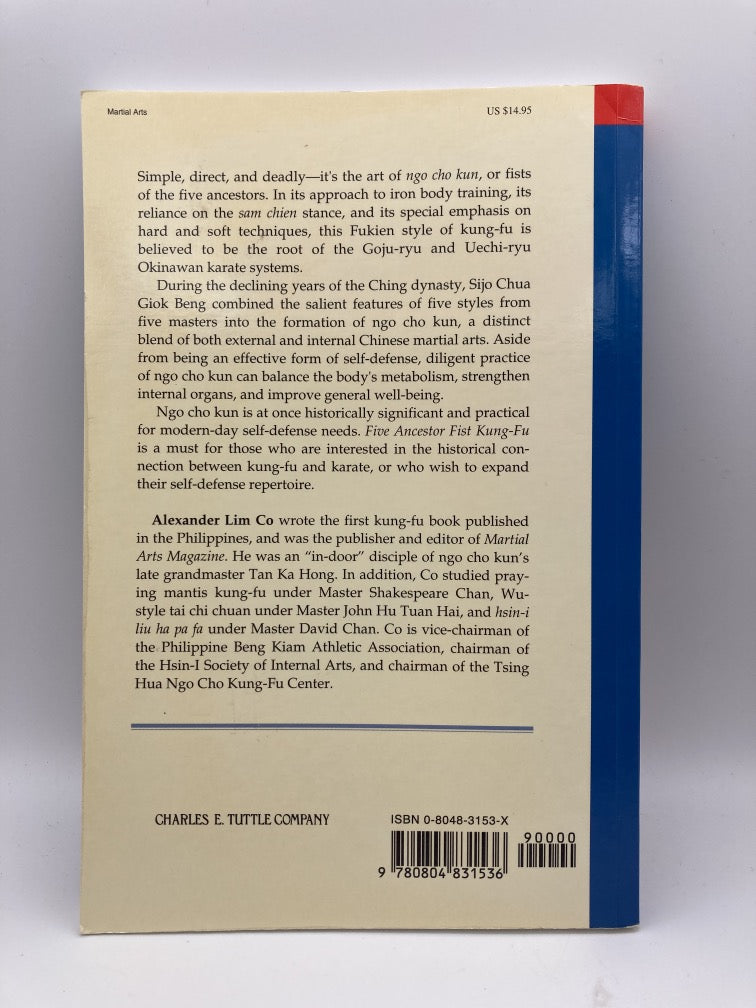 Martial Arts
US $14.95
Simple, direct, and deadly—it's the art of ngo cho kun, or fists
of the five ancestors. In its approach to iron body training, its
reliance on the sam chien stance, and its special emphasis on
hard and soft techniques, this Fukien style of kung-fu is
believed to be the root of the Goju-ryu and Uechi-ryu
Okinawan karate systems.
During the declining years of the Ching dynasty, Sijo Chua
Giok Beng combined the salient features of five styles from
five masters into the formation of ngo cho kun, a distinct
blend of both external and internal Chinese martial arts. Aside
from being an effective form of self-defense, diligent practice
of ngo cho kun can balance the body's metabolism, strengthen
internal organs, and improve general well-being.
Ngo cho kun is at once historically significant and practical
for modern-day self-defense needs. Five Ancestor Fist Kung-Fu
is a must for those who are interested in the historical con-
nection between kung-fu and karate, or who wish to expand
their self-defense repertoire.
Alexander Lim Co wrote the first kung-fu book published
in the Philippines, and was the publisher and editor of Martial
Arts Magazine. He was an "in-door" disciple of ngo cho kun's
late grandmaster Tan Ka Hong. In addition, Co studied pray-
ing mantis kung-fu under Master Shakespeare Chan, Wu-
style tai chi chuan under Master John Hu Tuan Hai, and hsin-i
liu ha pa fa under Master David Chan. Co is vice-chairman of
the Philippine Beng Kiam Athletic Association, chairman of
the Hsin-I Society of Internal Arts, and chairman of the Tsing
Hua Ngo Cho Kung-Fu Center.
CHARLES E. TUTTLE COMPANY
ISBN 0-8048-3153-X
90000
9 780804 831536